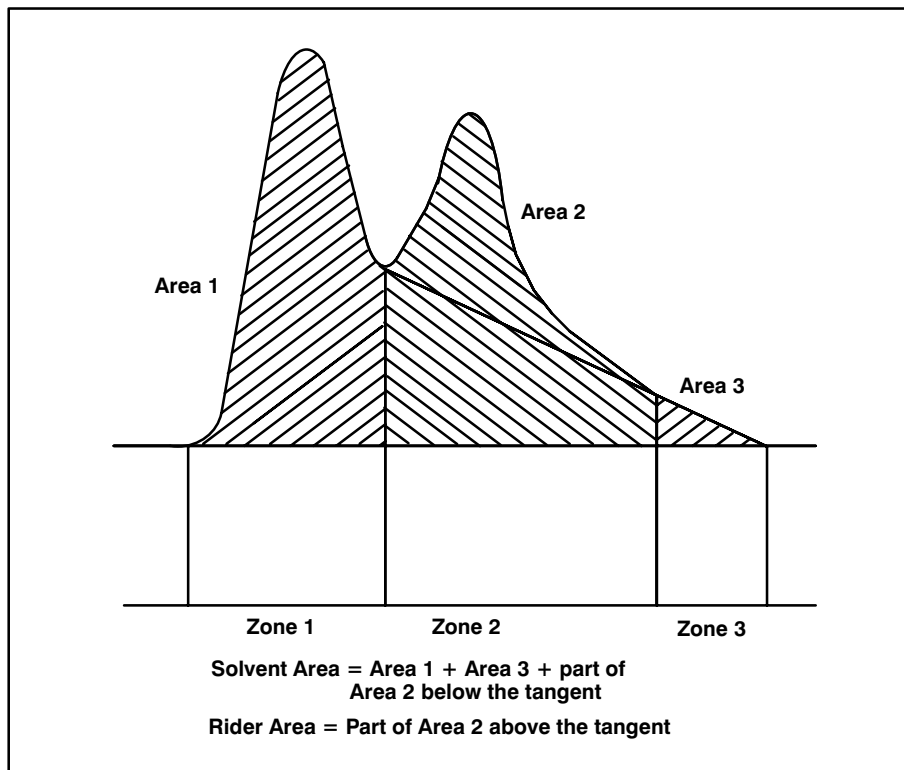 Area 1
Area 2
Area 3
Zone 1
Zone 2
Zone 3
Solvent Area = Area 1 + Area 3 + part of
Area 2 below the tangent
Rider Area = Part of Area 2 above the tangent